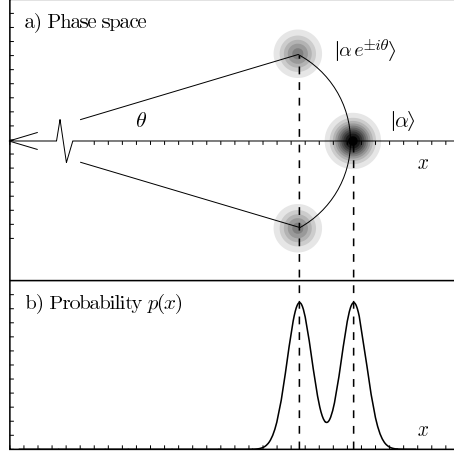 a) Phase space
|α e^{±iθ}⟩
θ
|α⟩
x
b) Probability p(x)
x